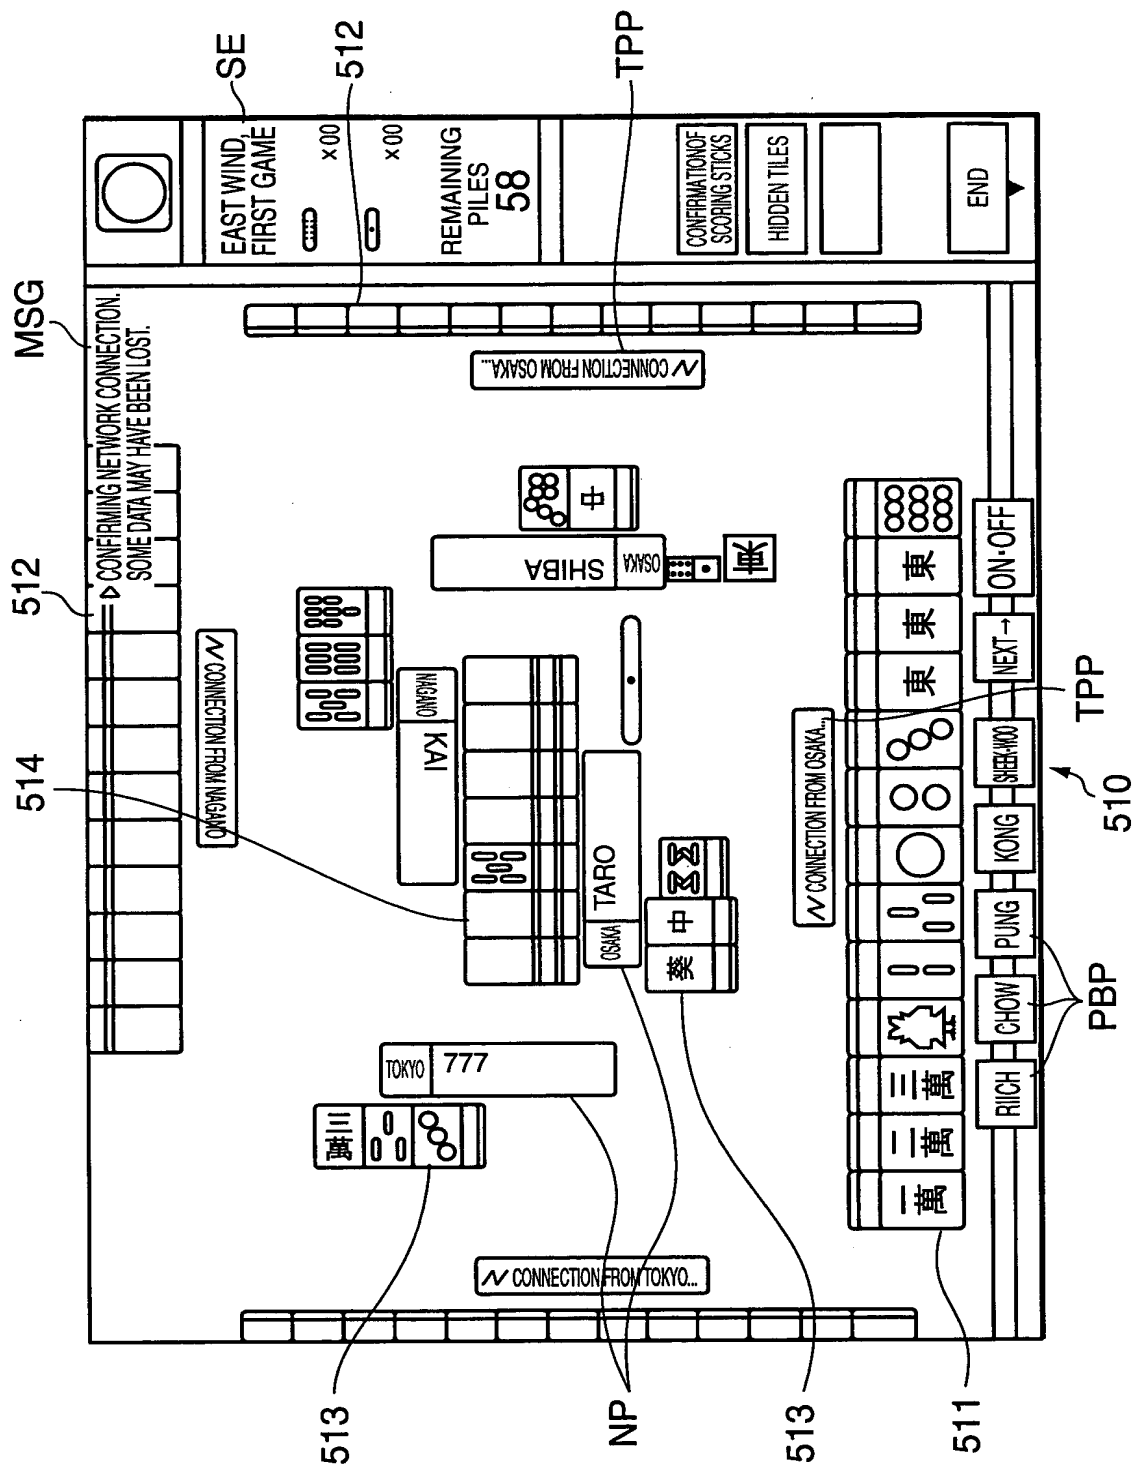 MSG
CONFIRMING NETWORK CONNECTION.
SOME DATA MAY HAVE BEEN LOST.
SE
EAST WIND,
FIRST GAME
×00
×00
REMAINING
PILES
58
512
TPP
CONFIRMATIONOF
SCORING STICKS
HIDDEN TILES
END
512
514
CONNECTION FROM NAGAMO
CONNECTION FROM OSAKA...
NAGANO
KAI
SHIBA
OSAKA
東
中
OSAKA
TARO
TOKYO
777
三
萬
癸
中
CONNECTION FROM TOKYO...
CONNECTION FROM OSAKA...
TPP
513
NP
513
511
一
萬
二
萬
三
萬
東
東
東
RIICH
CHOW
PUNG
KONG
SHEEK-WOO
NEXT→
ON·OFF
PBP
510